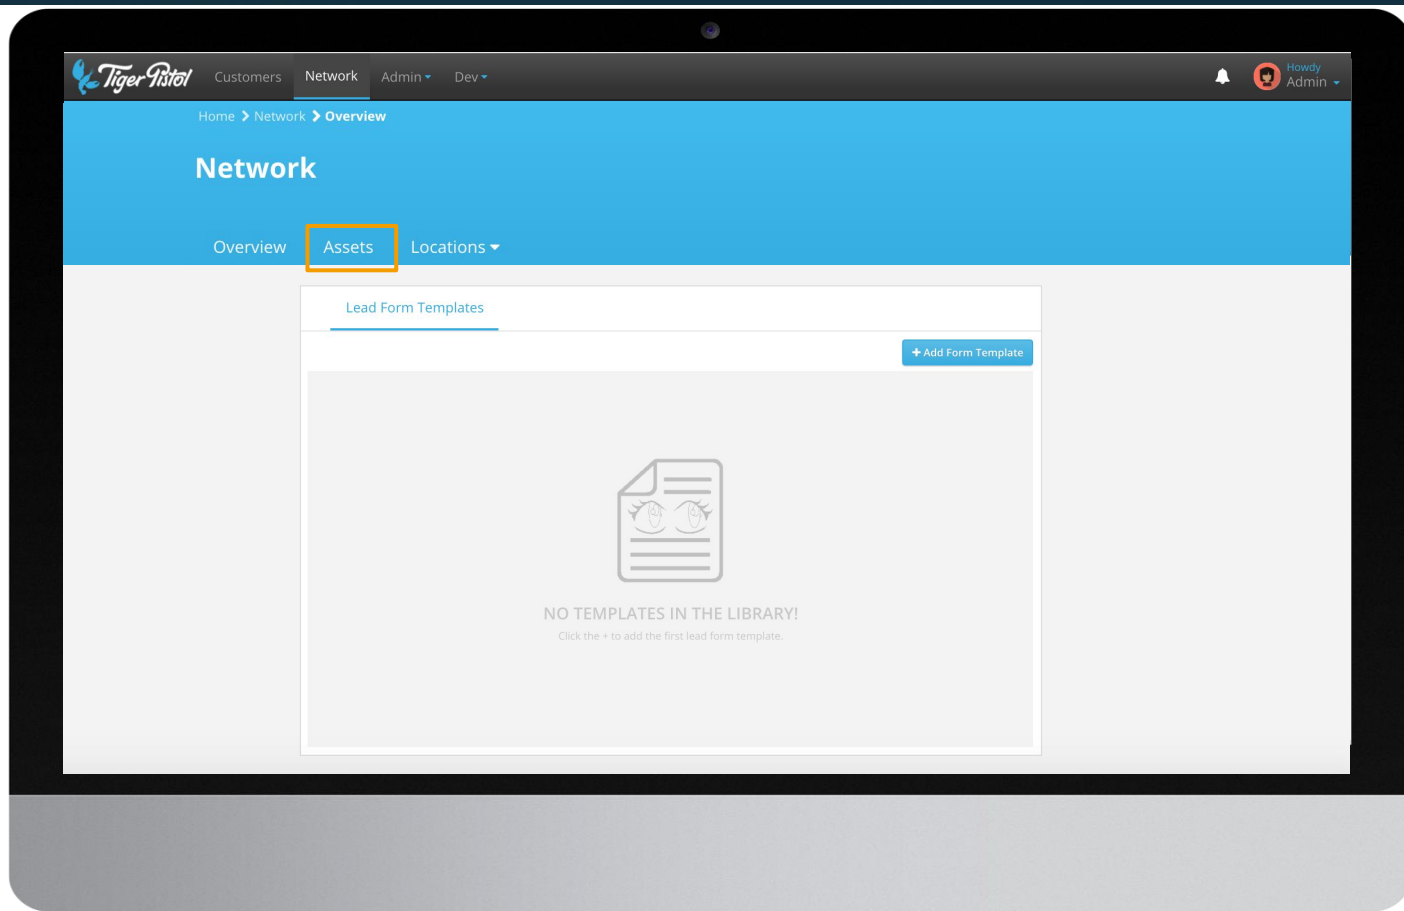 Tiger Pistol Customers Network Admin Dev Howdy
Admin
Home Network Overview
Network
Overview Assets Locations
Lead Form Templates
+ Add Form Template
NO TEMPLATES IN THE LIBRARY!
Click the + to add the first lead form template.